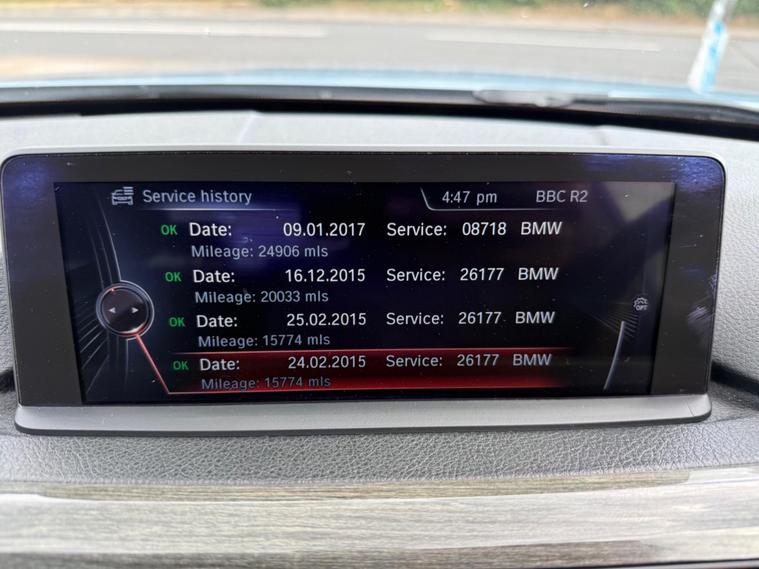 Service history 4:47 pm BBC R2
OK Date: 09.01.2017 Service: 08718 BMW
Mileage: 24906 mls
OK Date: 16.12.2015 Service: 26177 BMW
Mileage: 20033 mls
OK Date: 25.02.2015 Service: 26177 BMW
Mileage: 15774 mls
OK Date: 24.02.2015 Service: 26177 BMW
Mileage: 15774 mls